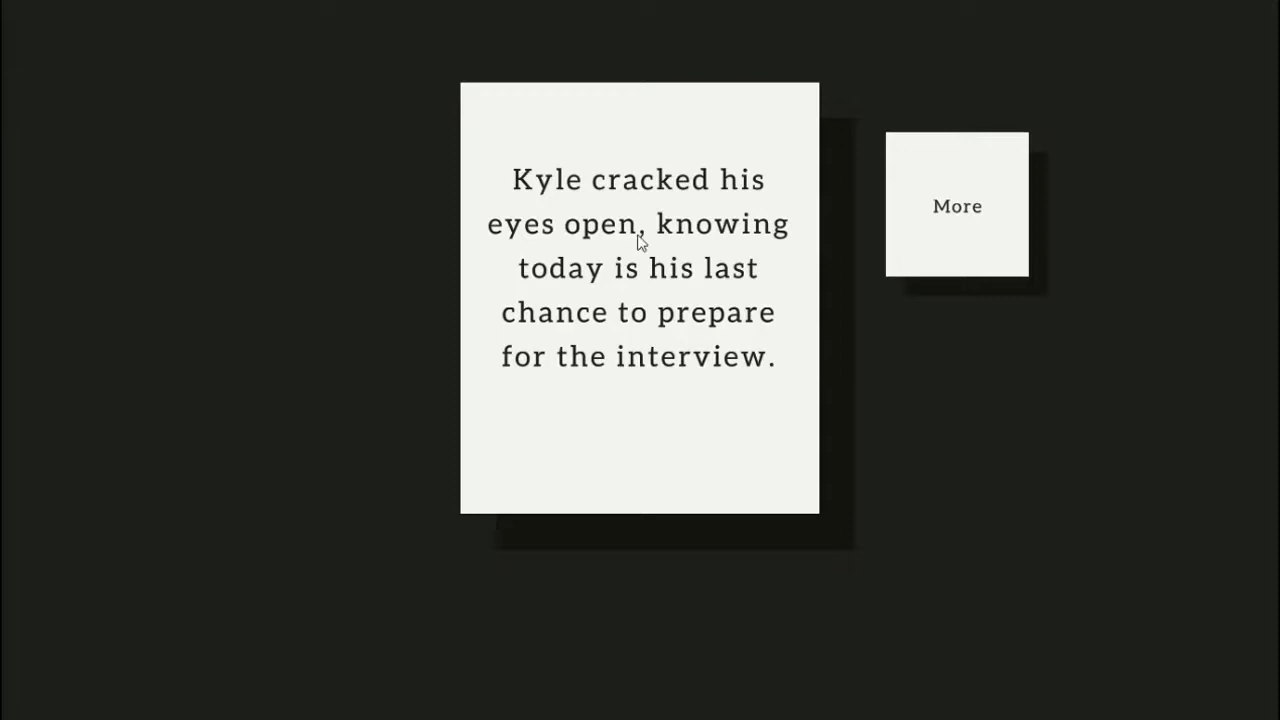 Kyle cracked his
eyes open, knowing
today is his last
chance to prepare
for the interview.
More